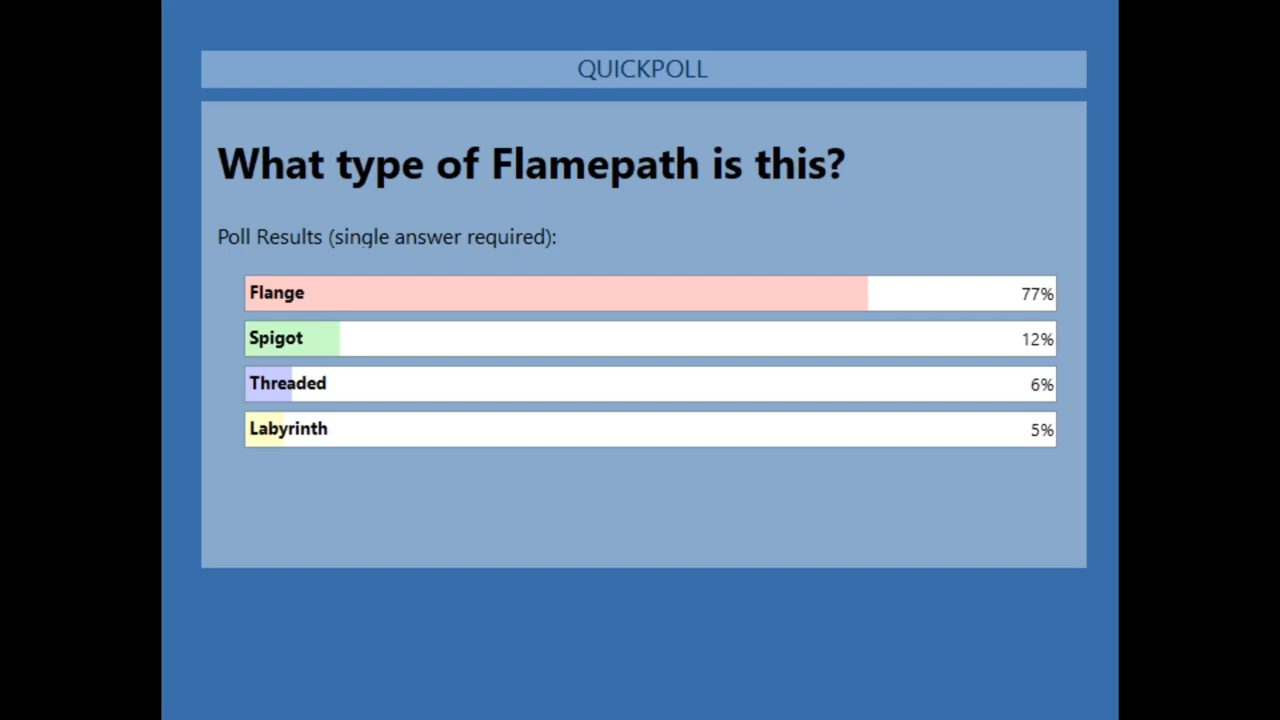 QUICKPOLL
What type of Flamepath is this?
Poll Results (single answer required):
Flange 77%
Spigot 12%
Threaded 6%
Labyrinth 5%